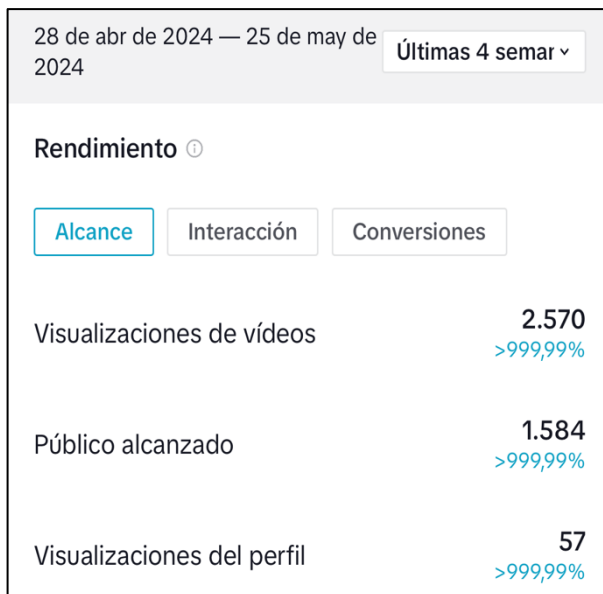 28 de abr de 2024 — 25 de may de
2024
Últimas 4 semar
Rendimiento
Alcance
Interacción
Conversiones
Visualizaciones de vídeos
2.570
>999,99%
Público alcanzado
1.584
>999,99%
Visualizaciones del perfil
57
>999,99%